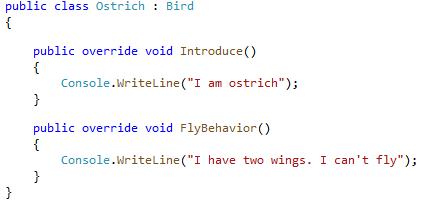 public class Ostrich : Bird
{
public override void Introduce()
{
Console.WriteLine("I am ostrich");
}
public override void FlyBehavior()
{
Console.WriteLine("I have two wings. I can't fly");
}
}